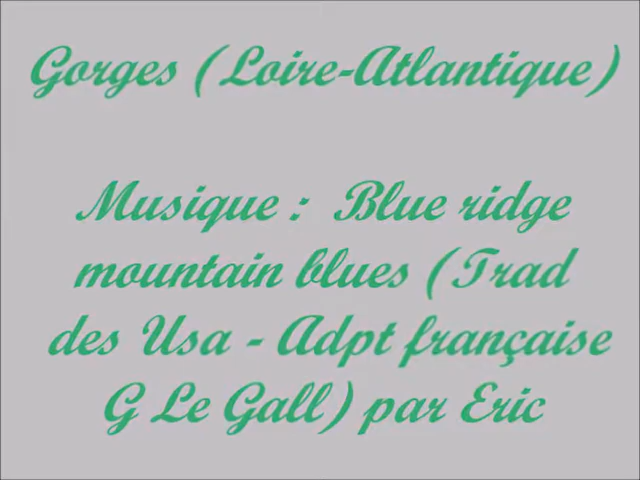 Gorges (Loire-Atlantique)
Musique : Blue ridge
mountain blues (Trad
des Usa - Adpt française
G Le Gall) par Eric